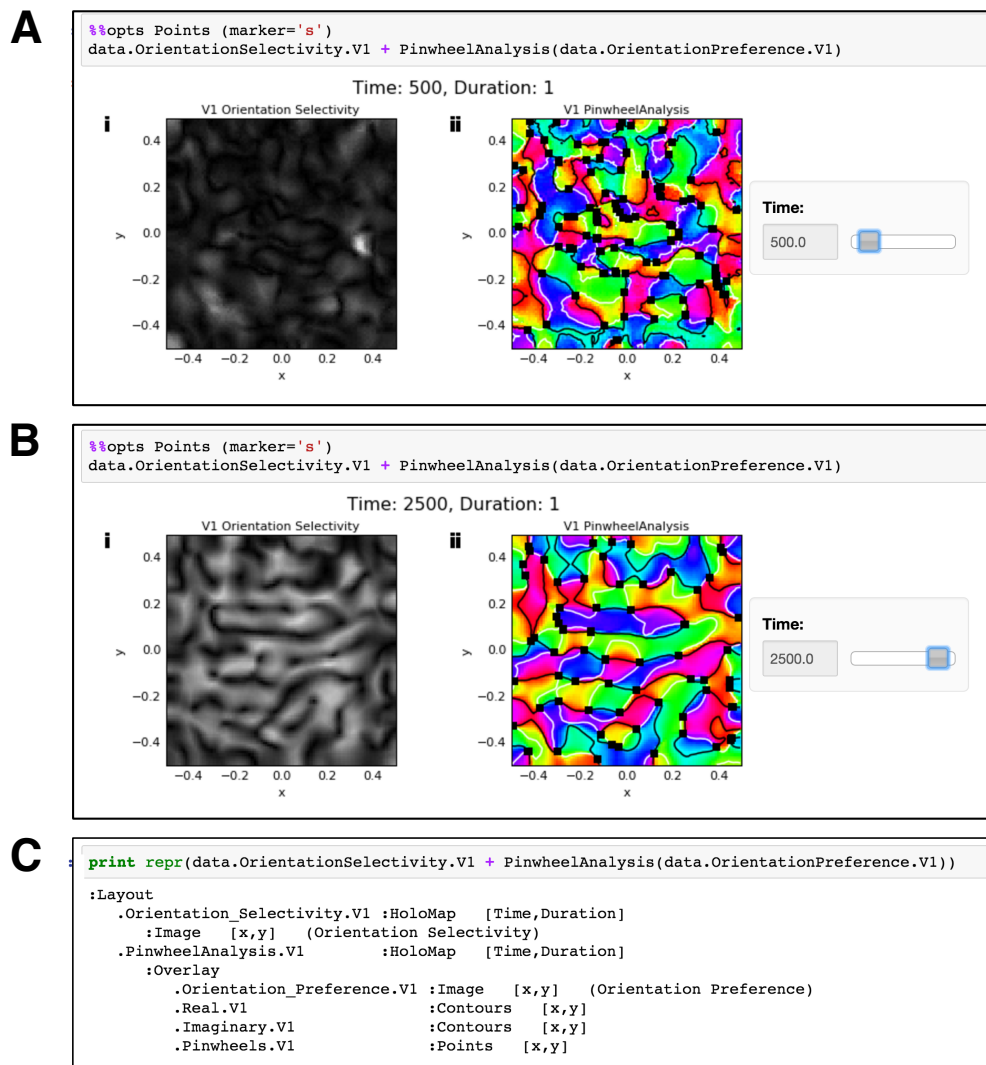 A
%%opts Points (marker='s')
data.OrientationSelectivity.V1 + PinwheelAnalysis(data.OrientationPreference.V1)
Time: 500, Duration: 1
i
V1 Orientation Selectivity
0.4
0.2
0.0
−0.2
−0.4
y
−0.4 −0.2 0.0 0.2 0.4
x
ii
V1 PinwheelAnalysis
0.4
0.2
0.0
−0.2
−0.4
y
−0.4 −0.2 0.0 0.2 0.4
x
Time:
500.0
B
%%opts Points (marker='s')
data.OrientationSelectivity.V1 + PinwheelAnalysis(data.OrientationPreference.V1)
Time: 2500, Duration: 1
i
V1 Orientation Selectivity
0.4
0.2
0.0
−0.2
−0.4
y
−0.4 −0.2 0.0 0.2 0.4
x
ii
V1 PinwheelAnalysis
0.4
0.2
0.0
−0.2
−0.4
y
−0.4 −0.2 0.0 0.2 0.4
x
Time:
2500.0
C
print repr(data.OrientationSelectivity.V1 + PinwheelAnalysis(data.OrientationPreference.V1))
:Layout
   .Orientation_Selectivity.V1 :HoloMap   [Time,Duration]
      :Image   [x,y]   (Orientation Selectivity)
   .PinwheelAnalysis.V1        :HoloMap   [Time,Duration]
      :Overlay
         .Orientation_Preference.V1 :Image   [x,y]   (Orientation Preference)
         .Real.V1                   :Contours   [x,y]
         .Imaginary.V1              :Contours   [x,y]
         .Pinwheels.V1              :Points   [x,y]